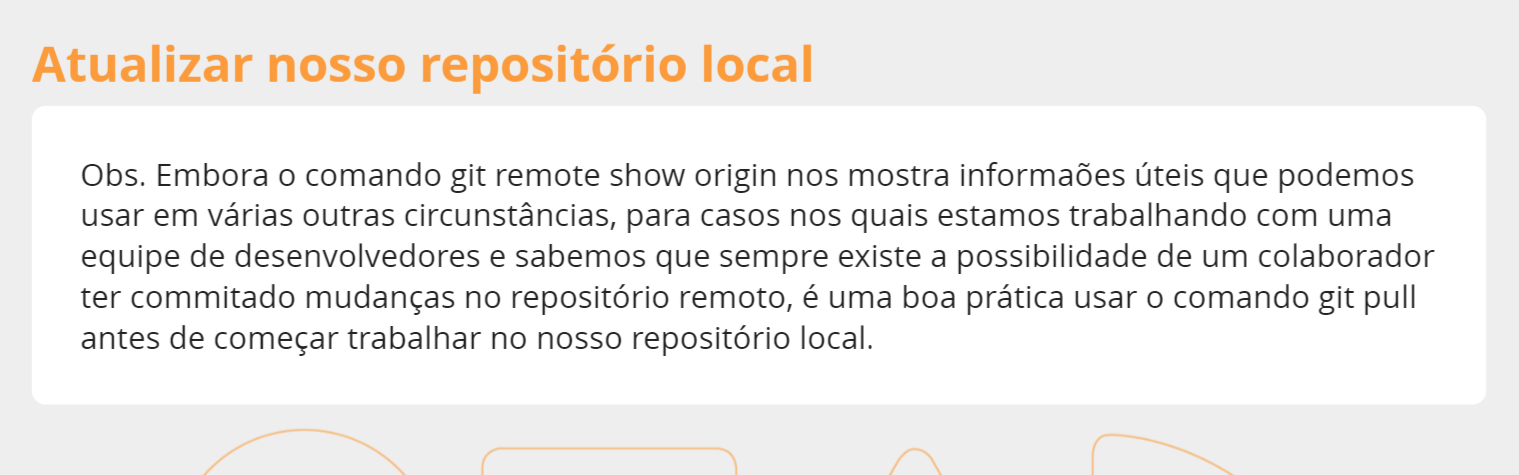 Atualizar nosso repositório local
Obs. Embora o comando git remote show origin nos mostra informaões úteis que podemos
usar em várias outras circunstâncias, para casos nos quais estamos trabalhando com uma
equipe de desenvolvedores e sabemos que sempre existe a possibilidade de um colaborador
ter commitado mudanças no repositório remoto, é uma boa prática usar o comando git pull
antes de começar trabalhar no nosso repositório local.